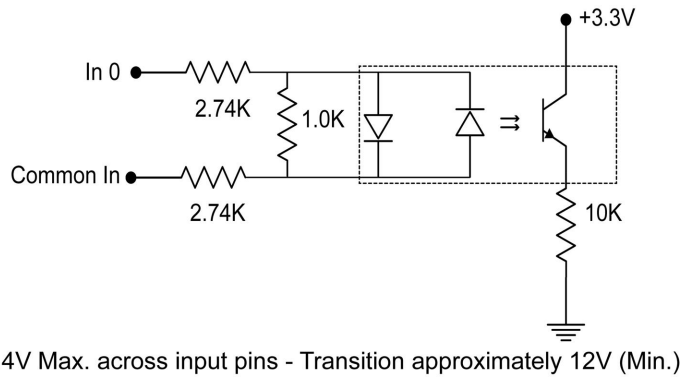 +3.3V
In 0
2.74K
1.0K
Common In
2.74K
10K
4V Max. across input pins - Transition approximately 12V (Min.)